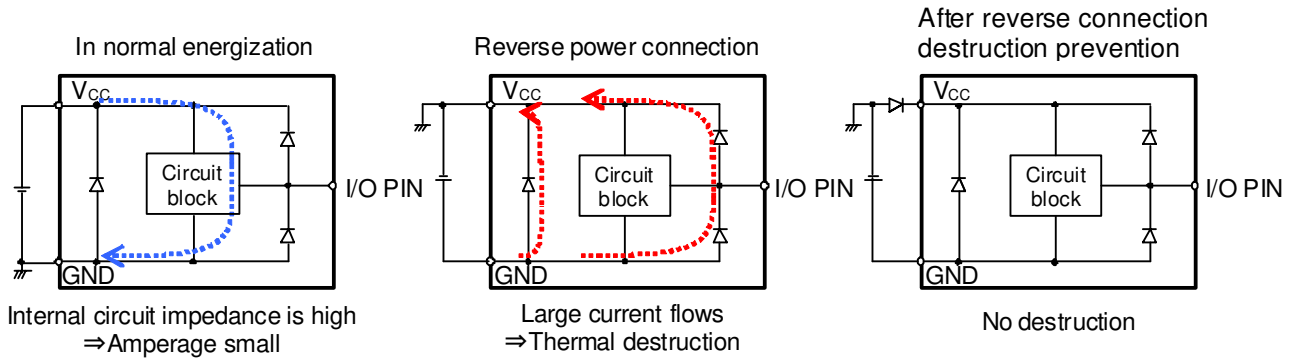 In normal energization
VCC
Circuit
block
I/O PIN
GND
Internal circuit impedance is high
⇒Amperage small
Reverse power connection
VCC
Circuit
block
I/O PIN
GND
Large current flows
⇒Thermal destruction
After reverse connection
destruction prevention
VCC
Circuit
block
I/O PIN
GND
No destruction